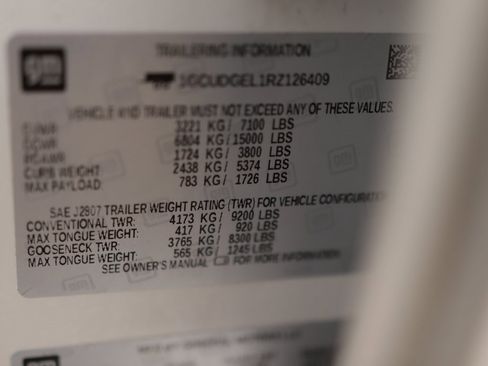 gm
TRAILERING INFORMATION
1GCUDGEL1RZ126409
VEHICLE AND TRAILER MUST NOT EXCEED ANY OF THESE VALUES.
GVWR 3221 KG/ 7100 LBS
GCWR 6804 KG/ 15000 LBS
RGAWR 1724 KG/ 3800 LBS
CURB WEIGHT: 2438 KG/ 5374 LBS
MAX PAYLOAD: 783 KG/ 1726 LBS
SAE J2807 TRAILER WEIGHT RATING (TWR) FOR VEHICLE CONFIGURATION
CONVENTIONAL TWR: 4173 KG/ 9200 LBS
MAX TONGUE WEIGHT: 417 KG/ 920 LBS
GOOSENECK TWR: 3765 KG/ 8300 LBS
MAX TONGUE WEIGHT: 565 KG/ 1245 LBS
SEE OWNER'S MANUAL FOR MORE INFORMATION